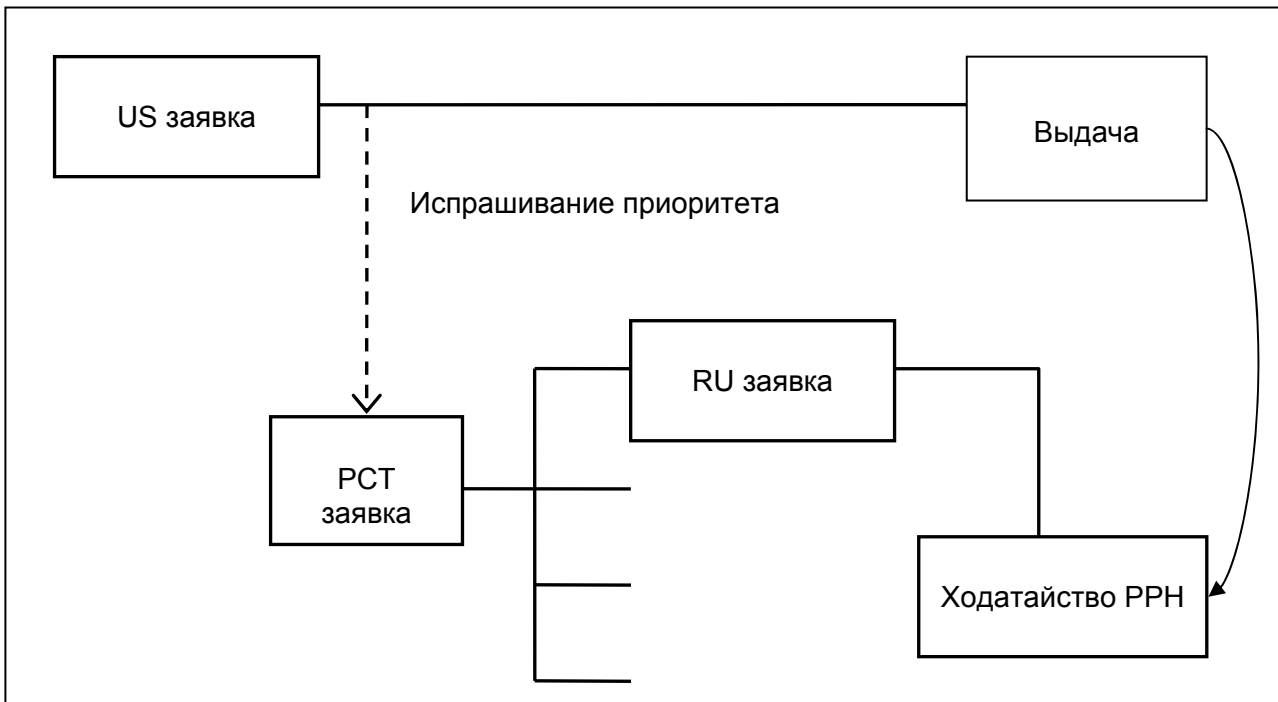 US заявка
Выдача
Испрашивание приоритета
RU заявка
PCT
заявка
Ходатайство PPH